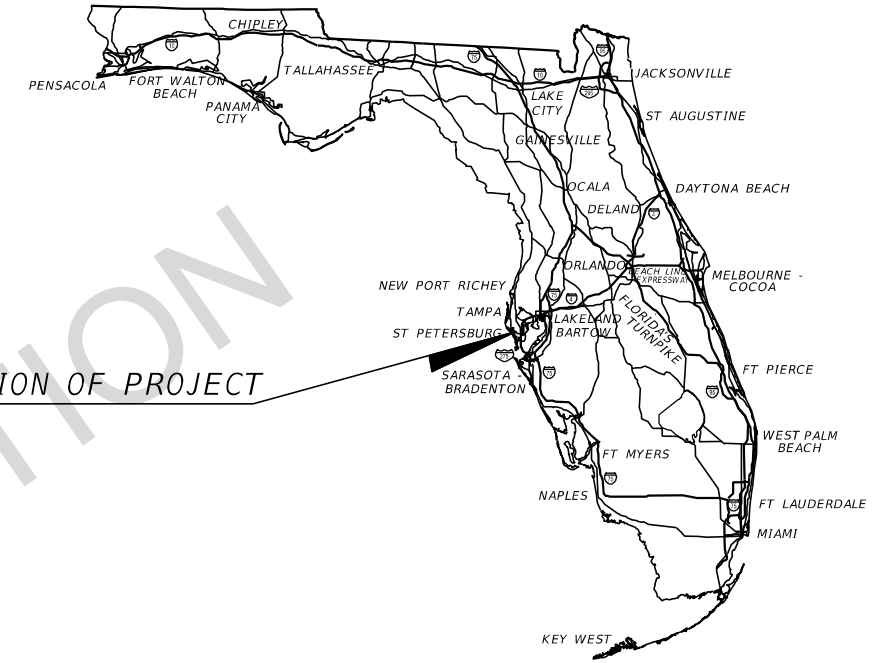 CHIPLEY
PENSACOLA
FORT WALTON
BEACH
PANAMA
CITY
TALLAHASSEE
LAKE
CITY
JACKSONVILLE
ST AUGUSTINE
GAINESVILLE
OCALA
DELAND
DAYTONA BEACH
ORLANDO
BEACH LINE
EXPRESSWAY
MELBOURNE -
COCOA
NEW PORT RICHEY
TAMPA
ST PETERSBURG
LAKELAND
BARTOW
FLORIDA'S
TURNPIKE
SARASOTA -
BRADENTON
ION OF PROJECT
TION
FT PIERCE
WEST PALM
BEACH
FT MYERS
NAPLES
FT LAUDERDALE
MIAMI
KEY WEST